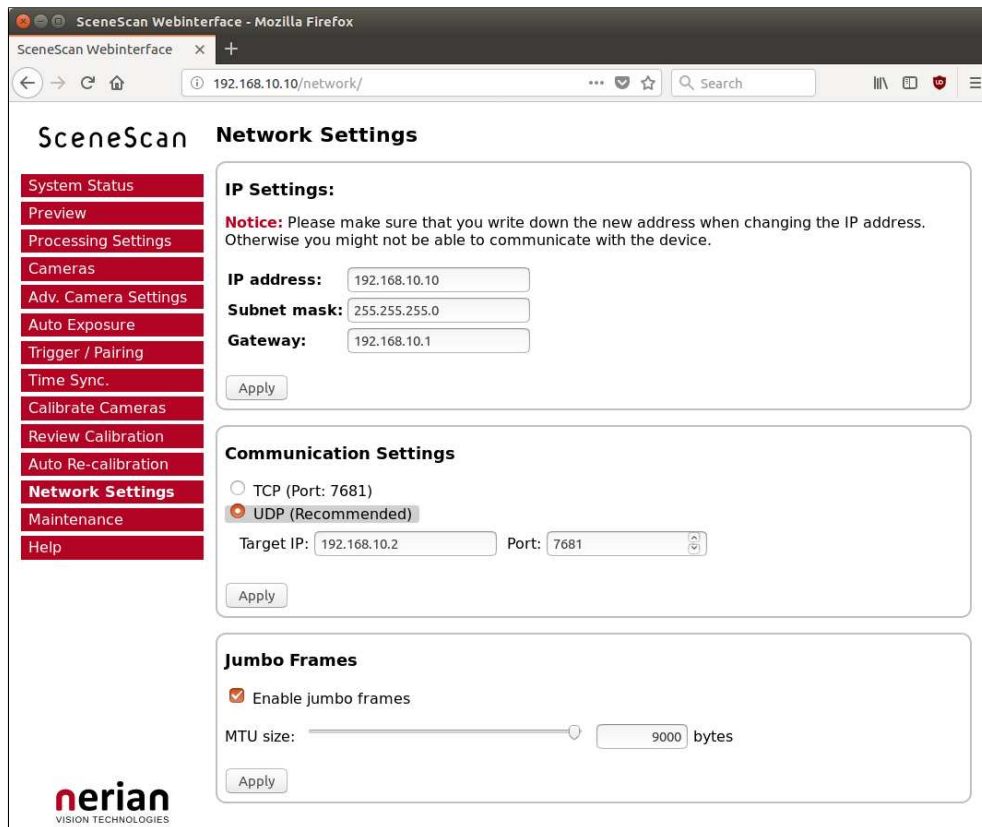 SceneScan Webinterface - Mozilla Firefox
SceneScan Webinterface
192.168.10.10/network/
Search
SceneScan
Network Settings
System Status
Preview
Processing Settings
Cameras
Adv. Camera Settings
Auto Exposure
Trigger / Pairing
Time Sync.
Calibrate Cameras
Review Calibration
Auto Re-calibration
Network Settings
Maintenance
Help
IP Settings:
Notice: Please make sure that you write down the new address when changing the IP address.
Otherwise you might not be able to communicate with the device.
IP address: 192.168.10.10
Subnet mask: 255.255.255.0
Gateway: 192.168.10.1
Apply
Communication Settings
TCP (Port: 7681)
UDP (Recommended)
Target IP: 192.168.10.2 Port: 7681
Apply
Jumbo Frames
Enable jumbo frames
MTU size: 9000 bytes
Apply
nerian
VISION TECHNOLOGIES